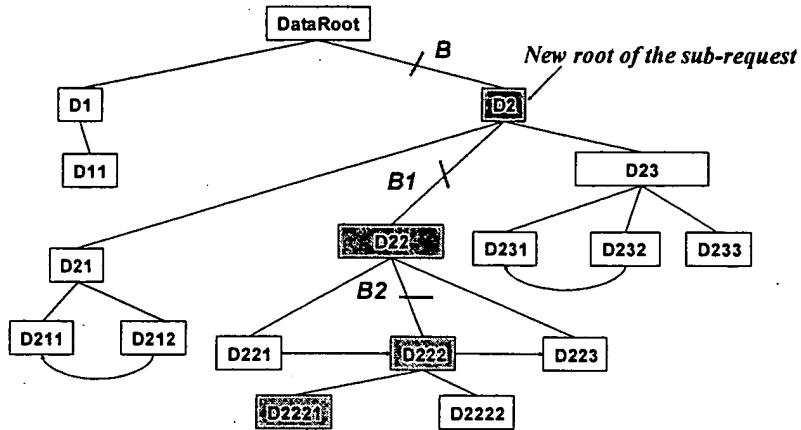 DataRoot
B
New root of the sub-request
D1
D2
D11
B1
D23
D22
D231
D232
D233
D21
B2
D211
D212
D221
D222
D223
D2221
D2222